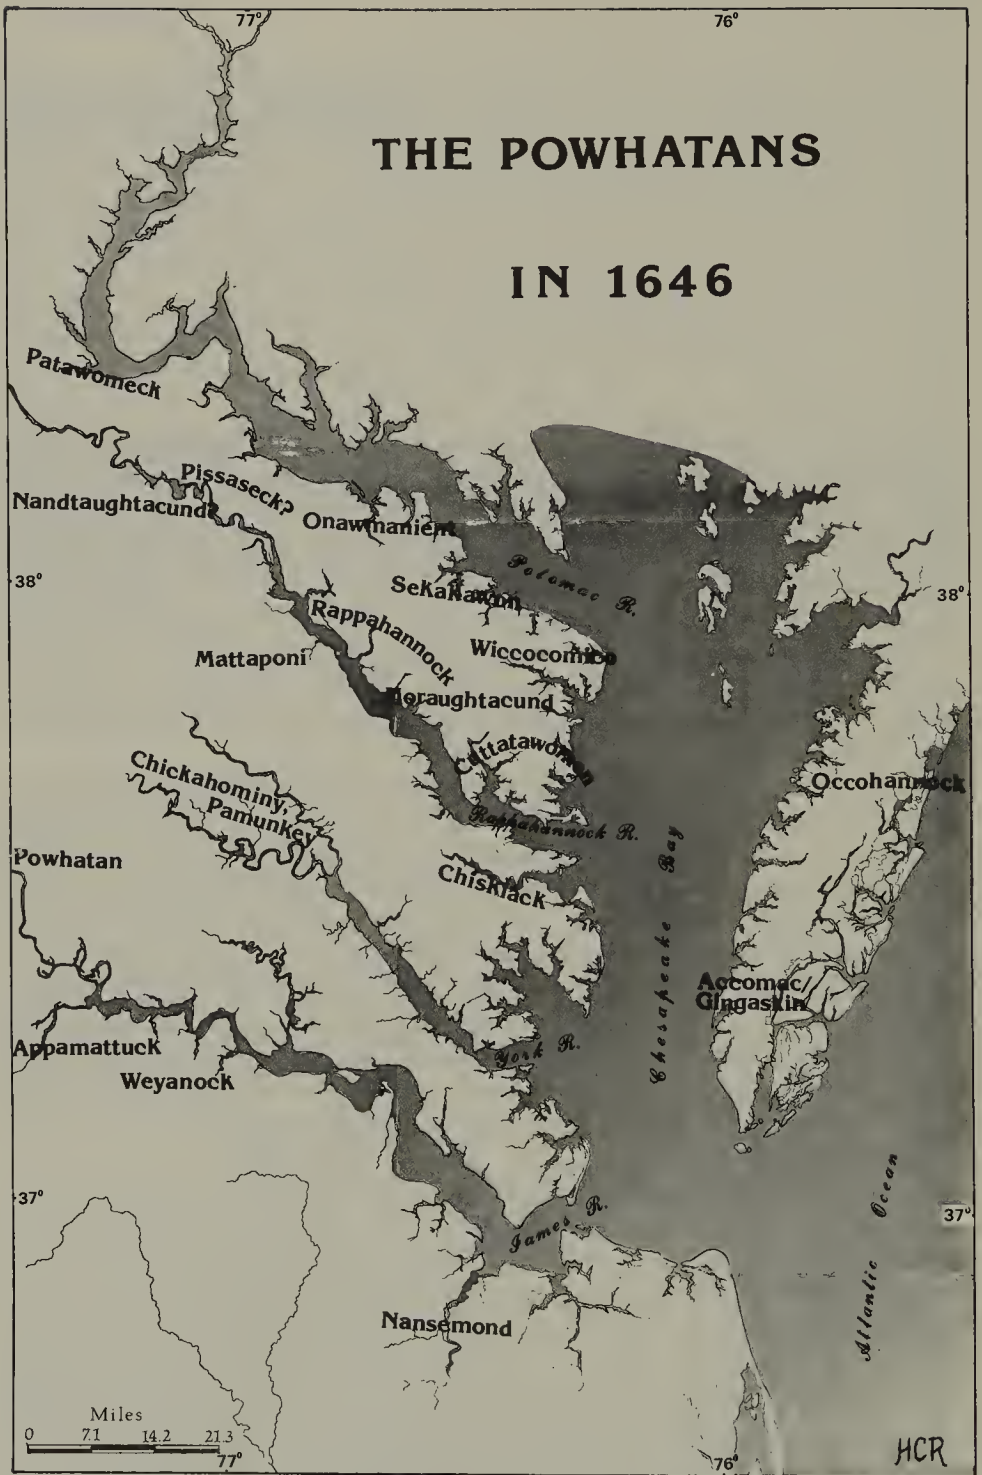 77° 76°
THE POWHATANS
IN 1646
Patawomeck
Pissaseck?
Nandtaughtacund?
Onawmanient
38°
Potomac R.
Sekakawon
38°
Rappahannock
Wiccocomico
Mattaponi
Moraughtacund
Cuttatawomen
Chickahominy,
Pamunkey
Occohannock
Rappahannock R.
Powhatan
Chiskiack
Chesapeake Bay
Accomac/
Gingaskin
York R.
Appamattuck
Weyanock
37°
James R.
37°
Atlantic Ocean
Nansemond
Miles
0 7.1 14.2 21.3
77° 76°
HCR